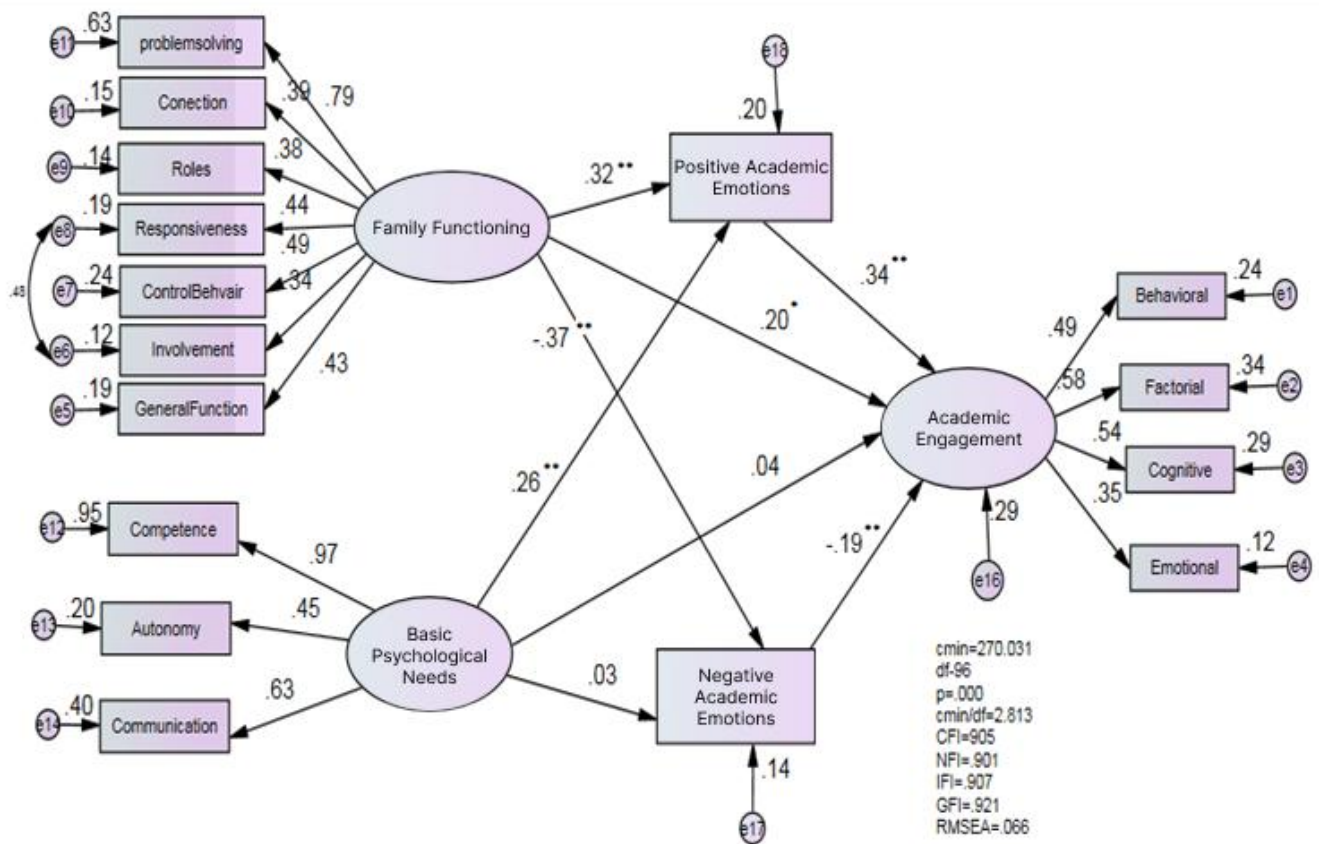 .63
e11
problemsolving
.15
e10
Conection
.39
.79
.14
e9
Roles
.38
.19
e8
Responsiveness
.44
.24
e7
ControlBehvair
.49
.12
e6
Involvement
.34
.19
e5
GeneralFunction
.43
Family Functioning
e18
.20
Positive Academic
Emotions
.32 **
.34 **
.20 *
-.37 **
.26 **
.04
.03
-.19 **
Academic
Engagement
.29
e16
Behavioral
.24
e1
.49
Factorial
.34
e2
.58
Cognitive
.29
e3
.54
Emotional
.12
e4
.35
.95
e12
Competence
.97
.20
e13
Autonomy
.45
.40
e14
Communication
.63
Basic
Psychological
Needs
Negative
Academic
Emotions
.14
e17
cmin=270.031
df-96
p=.000
cmin/df=2.813
CFI=905
NFI=.901
IFI=.907
GFI=.921
RMSEA=.066